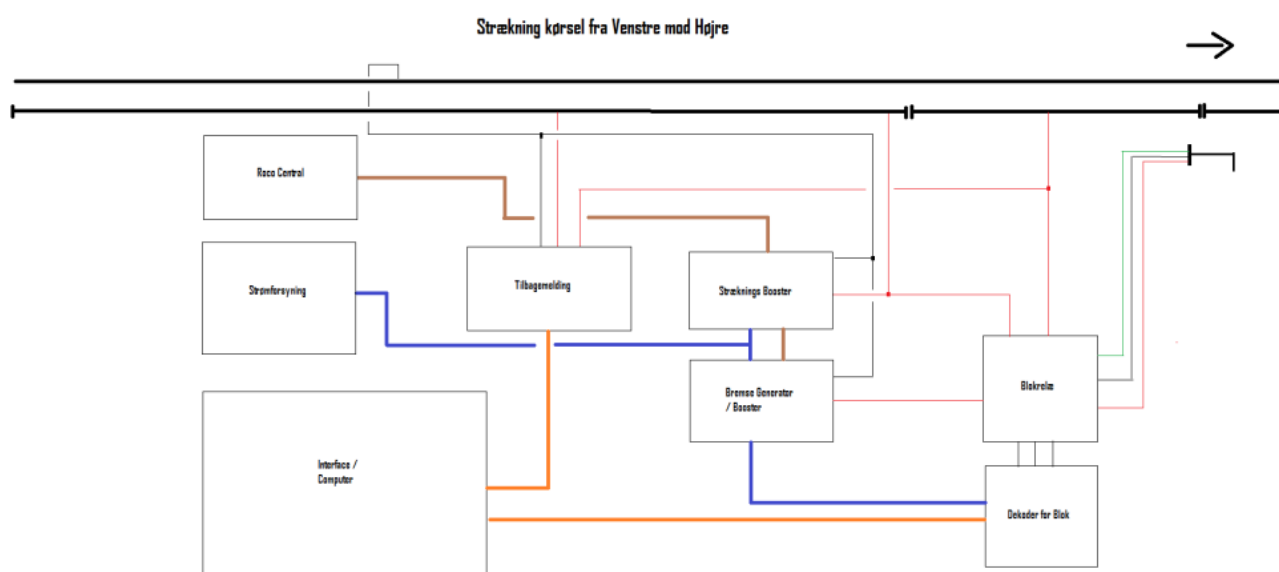 Strækning kørsel fra Venstre mod Højre
Roco Central
Strømforsyning
Tilbagemelding
Stræknings Booster
Bremse Generator
/ Booster
Blokrelæ
Interface /
Computer
Dekoder for Blok